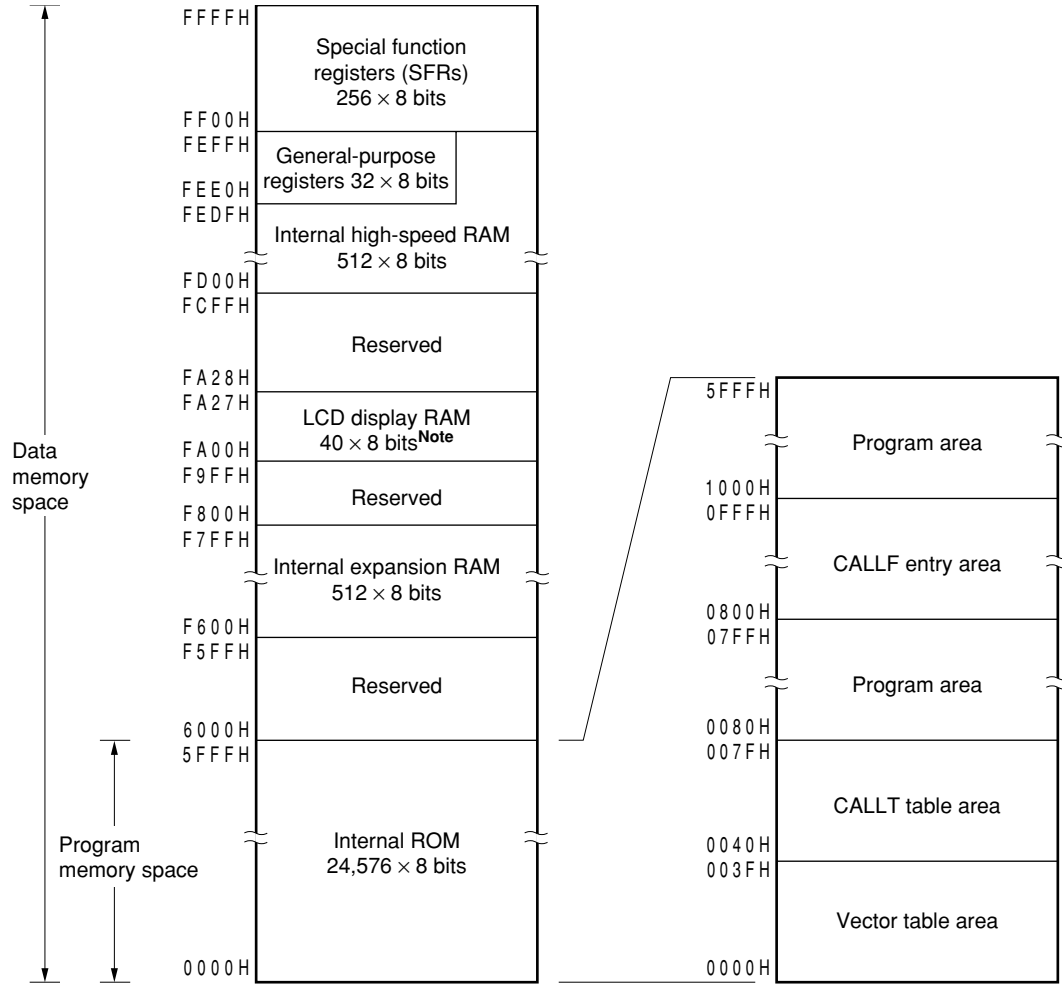 FFFFH
Special function
registers (SFRs)
256 × 8 bits
FF00H
FEFFH
General-purpose
registers 32 × 8 bits
FEE0H
FEDFH
Internal high-speed RAM
512 × 8 bits
FD00H
FCFFH
Reserved
FA28H
FA27H
LCD display RAM
40 × 8 bitsNote
FA00H
F9FFH
Reserved
F800H
F7FFH
Internal expansion RAM
512 × 8 bits
F600H
F5FFH
Reserved
6000H
5FFFH
Internal ROM
24,576 × 8 bits
0000H
Data
memory
space
Program
memory space
5FFFH
Program area
1000H
0FFFH
CALLF entry area
0800H
07FFH
Program area
0080H
007FH
CALLT table area
0040H
003FH
Vector table area
0000H